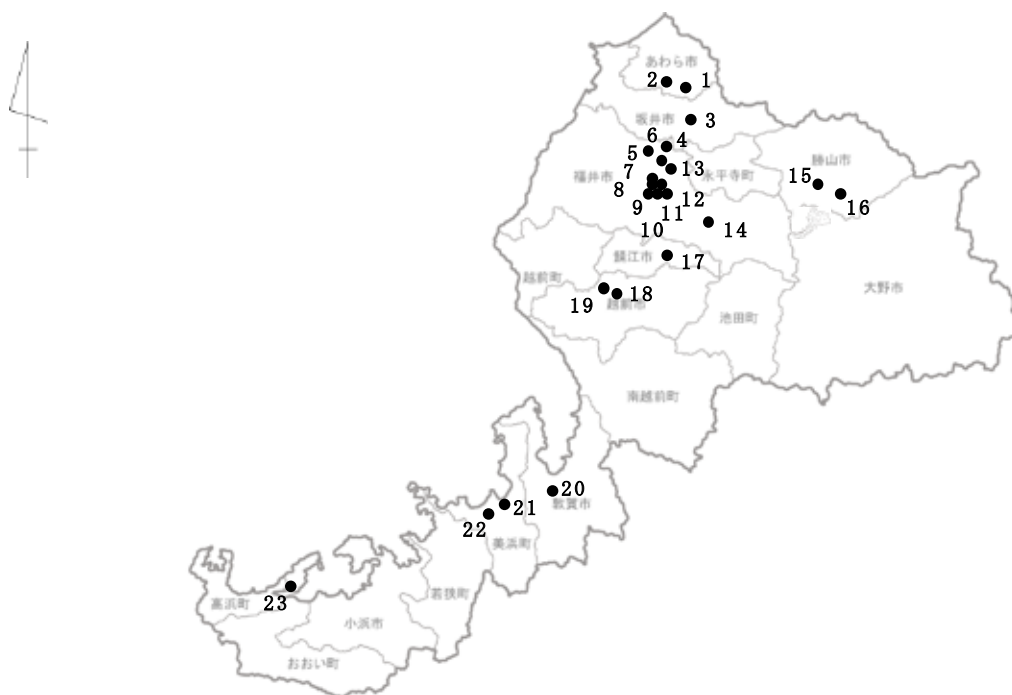 あわら市
2
1
坂井市
3
6
4
5
13
勝山市
福井市
7
永平寺町
15
8
12
16
9
11
10
14
鯖江市
17
越前町
大野市
19
18
越前市
池田町
南越前町
20
敦賀市
21
22
美浜町
若狭町
高浜町
23
小浜市
おおい町